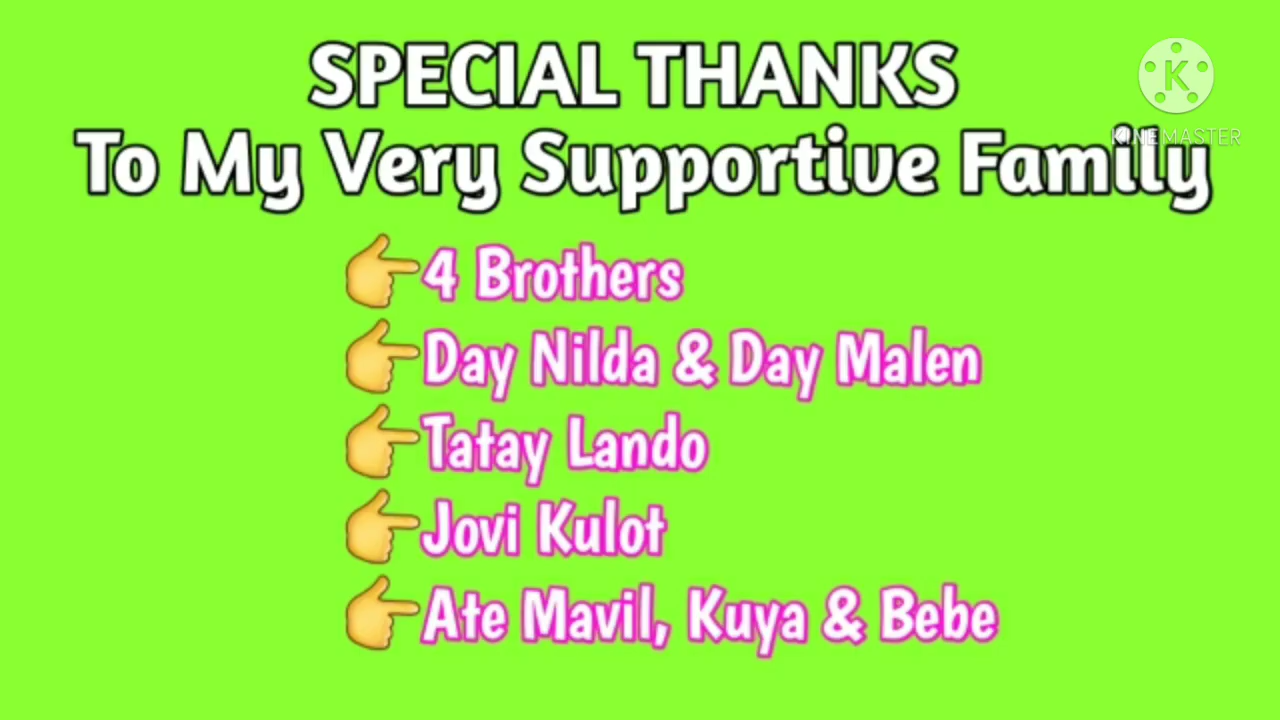 SPECIAL THANKS
To My Very Supportive Family
K
KINEMASTER
👉4 Brothers
👉Day Nilda & Day Malen
👉Tatay Lando
👉Jovi Kulot
👉Ate Mavil, Kuya & Bebe